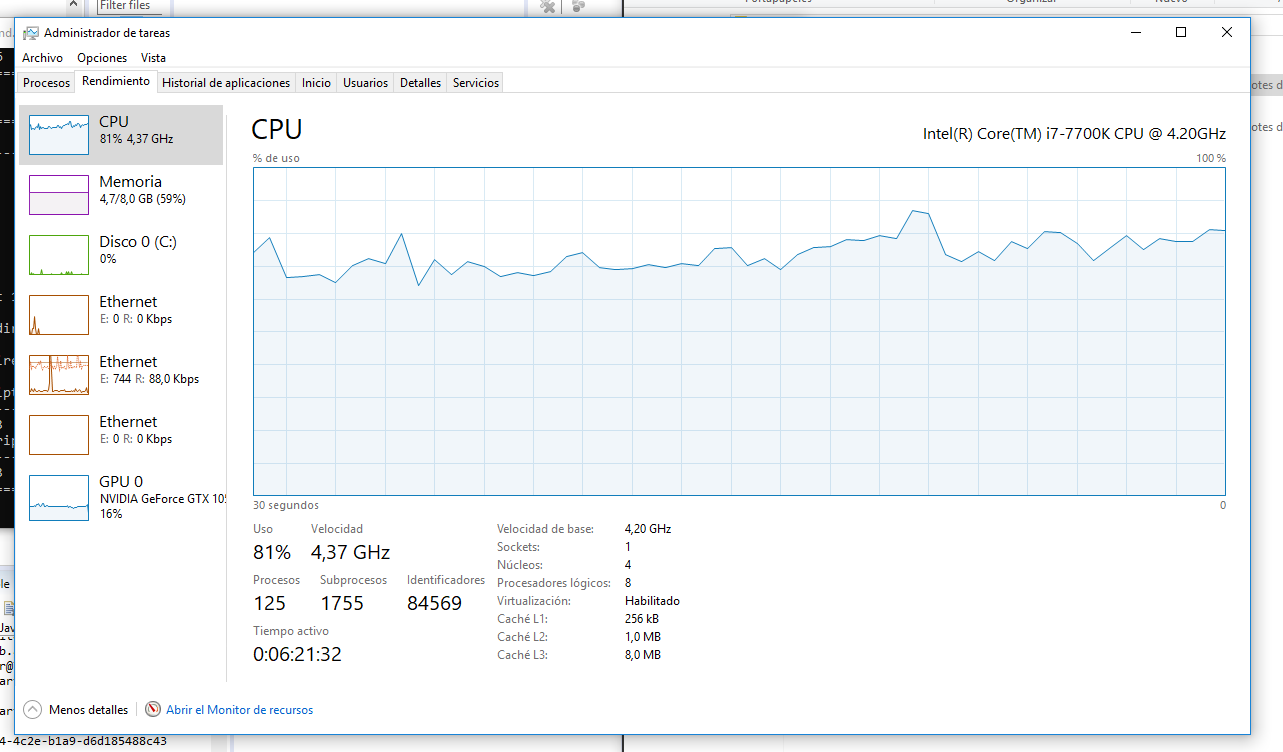 Filter files
Administrador de tareas
Archivo Opciones Vista
Procesos Rendimiento Historial de aplicaciones Inicio Usuarios Detalles Servicios
CPU
81% 4,37 GHz
Memoria
4,7/8,0 GB (59%)
Disco 0 (C:)
0%
Ethernet
E: 0 R: 0 Kbps
Ethernet
E: 744 R: 88,0 Kbps
Ethernet
E: 0 R: 0 Kbps
GPU 0
NVIDIA GeForce GTX 105
16%
CPU
Intel(R) Core(TM) i7-7700K CPU @ 4.20GHz
% de uso
100 %
30 segundos
0
Uso
81%
Velocidad
4,37 GHz
Procesos
125
Subprocesos
1755
Identificadores
84569
Tiempo activo
0:06:21:32
Velocidad de base: 4,20 GHz
Sockets: 1
Núcleos: 4
Procesadores lógicos: 8
Virtualización: Habilitado
Caché L1: 256 kB
Caché L2: 1,0 MB
Caché L3: 8,0 MB
Menos detalles
Abrir el Monitor de recursos
otes d
otes d
4-4c2e-b1a9-d6d185488c43